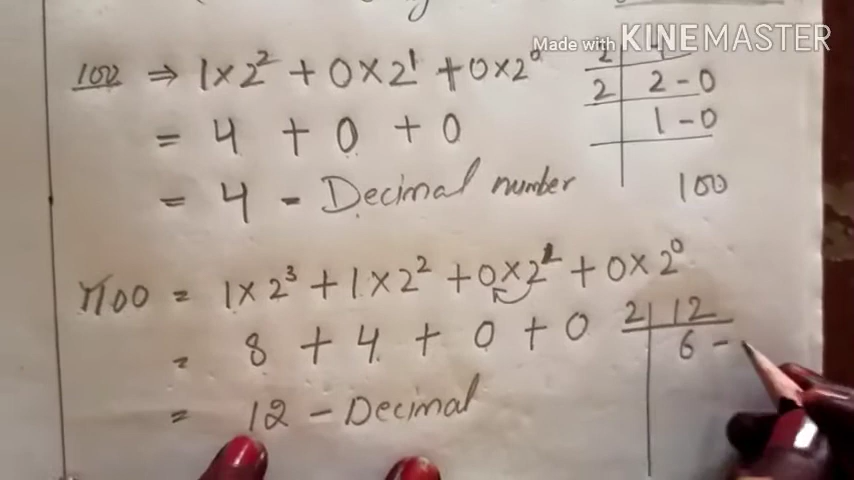 Made with KINEMASTER
100 ⇒ 1×2² + 0×2¹ + 0×2⁰
2 | 4
= 4 + 0 + 0
2 | 2 - 0
1 - 0
= 4 - Decimal number
100
1100 = 1×2³ + 1×2² + 0×2¹ + 0×2⁰
= 8 + 4 + 0 + 0
2 | 12
6 -
= 12 - Decimal